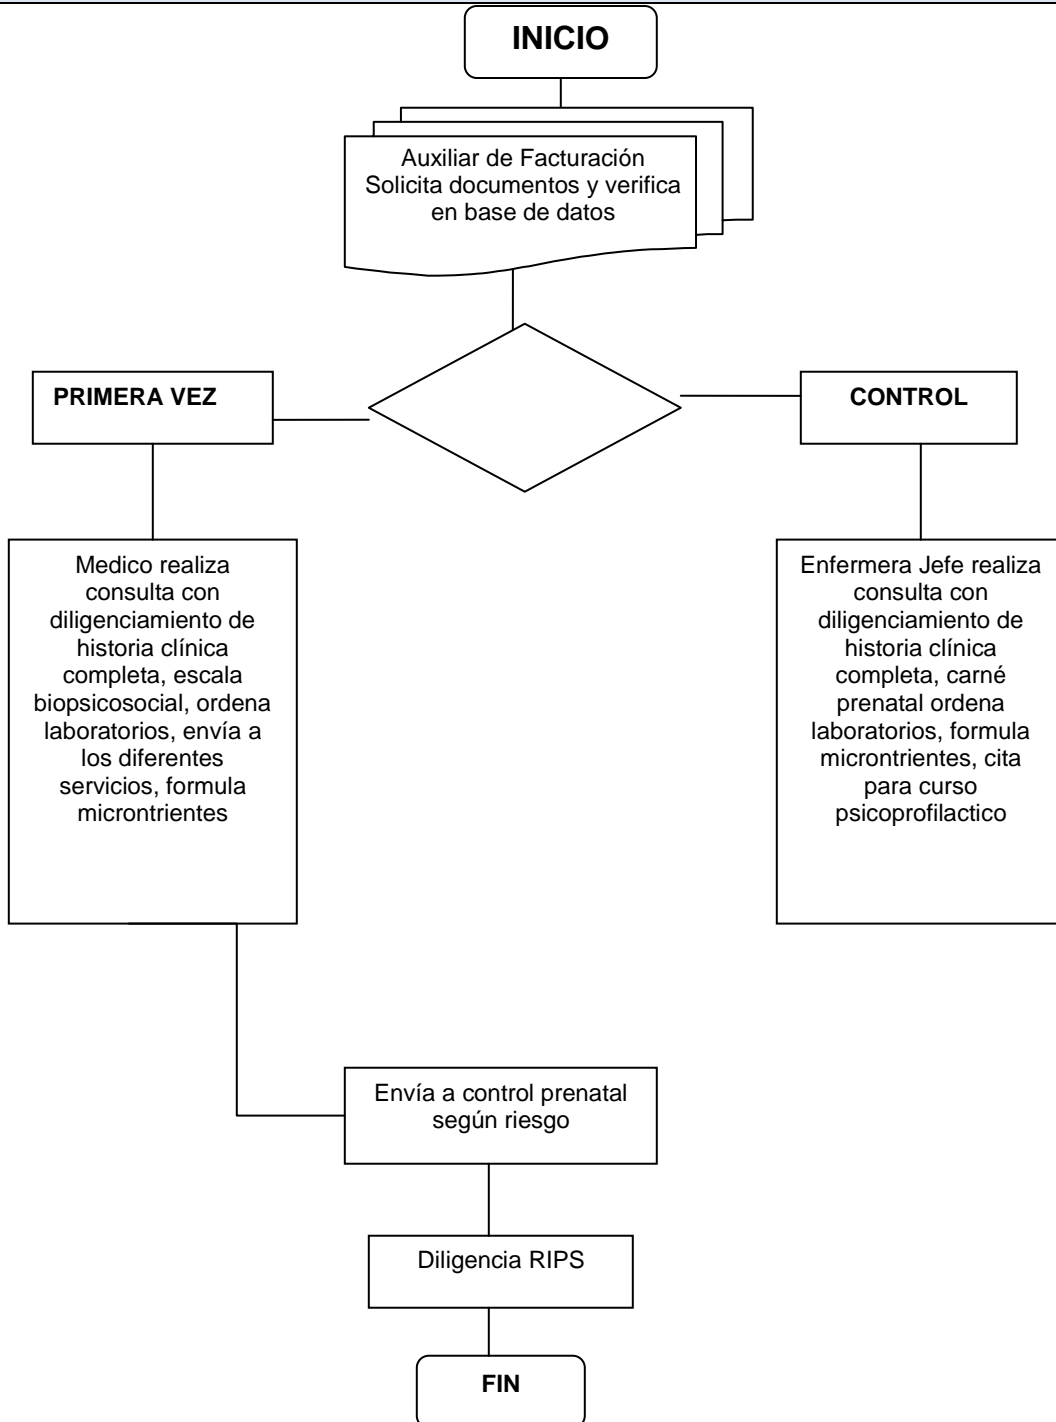 INICIO
Auxiliar de Facturación
Solicita documentos y verifica
en base de datos
PRIMERA VEZ
CONTROL
Medico realiza
consulta con
diligenciamiento de
historia clínica
completa, escala
biopsicosocial, ordena
laboratorios, envía a
los diferentes
servicios, formula
microntrientes
Enfermera Jefe realiza
consulta con
diligenciamiento de
historia clínica
completa, carné
prenatal ordena
laboratorios, formula
microntrientes, cita
para curso
psicoprofilactico
Envía a control prenatal
según riesgo
Diligencia RIPS
FIN